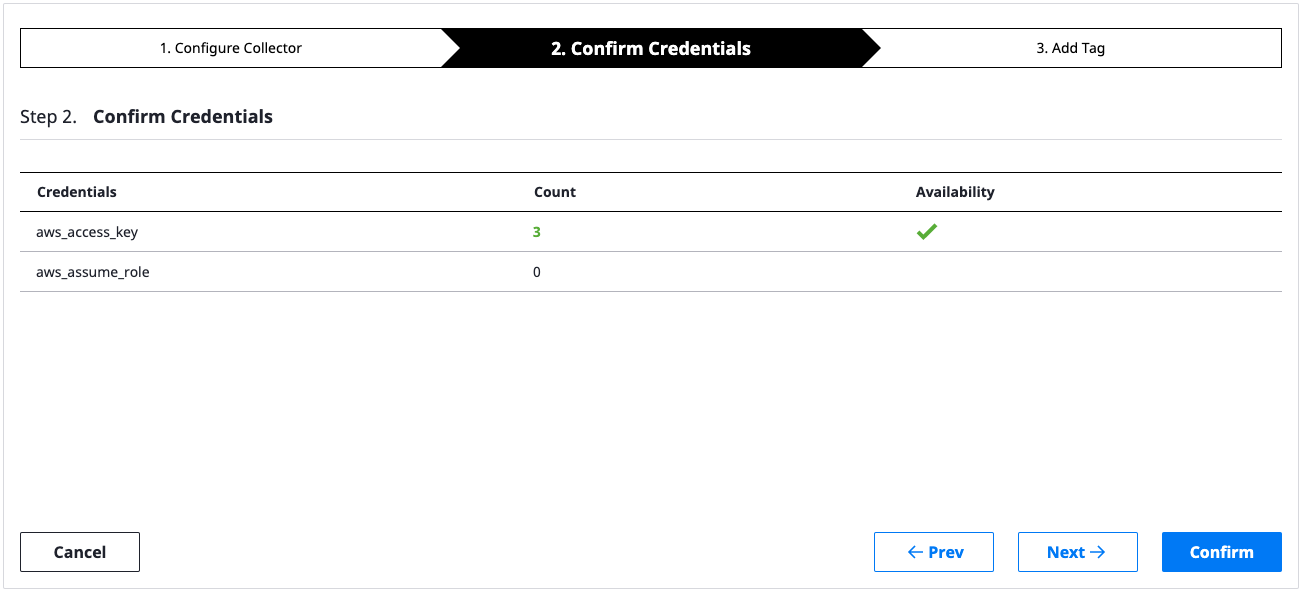 1. Configure Collector
2. Confirm Credentials
3. Add Tag
Step 2. Confirm Credentials
Credentials Count Availability
aws_access_key 3
aws_assume_role 0
Cancel ← Prev Next → Confirm